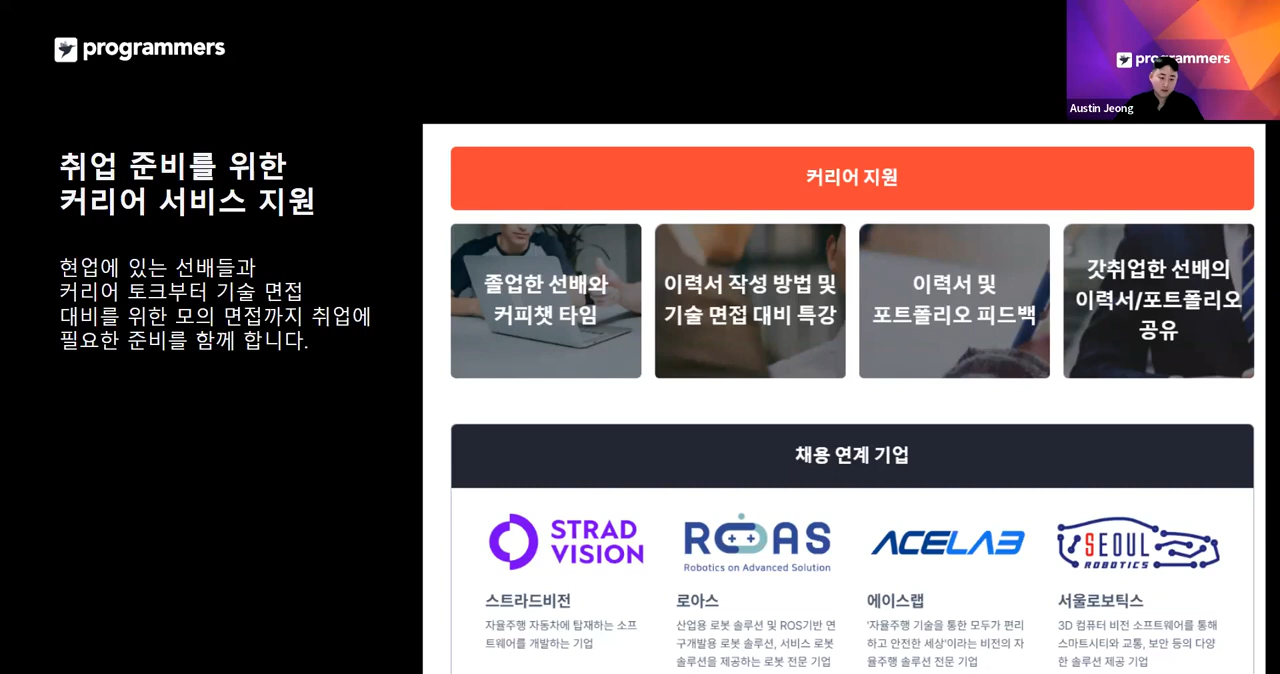 programmers
programmers
Austin Jeong
취업 준비를 위한
커리어 서비스 지원
현업에 있는 선배들과
커리어 토크부터 기술 면접
대비를 위한 모의 면접까지 취업에
필요한 준비를 함께 합니다.
커리어 지원
졸업한 선배와
커피챗 타임
이력서 작성 방법 및
기술 면접 대비 특강
이력서 및
포트폴리오 피드백
갓취업한 선배의
이력서/포트폴리오
공유
채용 연계 기업
STRAD
VISION
스트라드비전
자율주행 자동차에 탑재하는 소프
트웨어를 개발하는 기업
ROAS
Robotics on Advanced Solution
로아스
산업용 로봇 솔루션 및 ROS기반 연
구개발용 로봇 솔루션, 서비스 로봇
솔루션을 제공하는 로봇 전문 기업
ACELAB
에이스랩
'자율주행 기술을 통한 모두가 편리
하고 안전한 세상'이라는 비전의 자
율주행 솔루션 전문 기업
SEOUL
ROBOTICS
서울로보틱스
3D 컴퓨터 비전 소프트웨어를 통해
스마트시티와 교통, 보안 등의 다양
한 솔루션 제공 기업